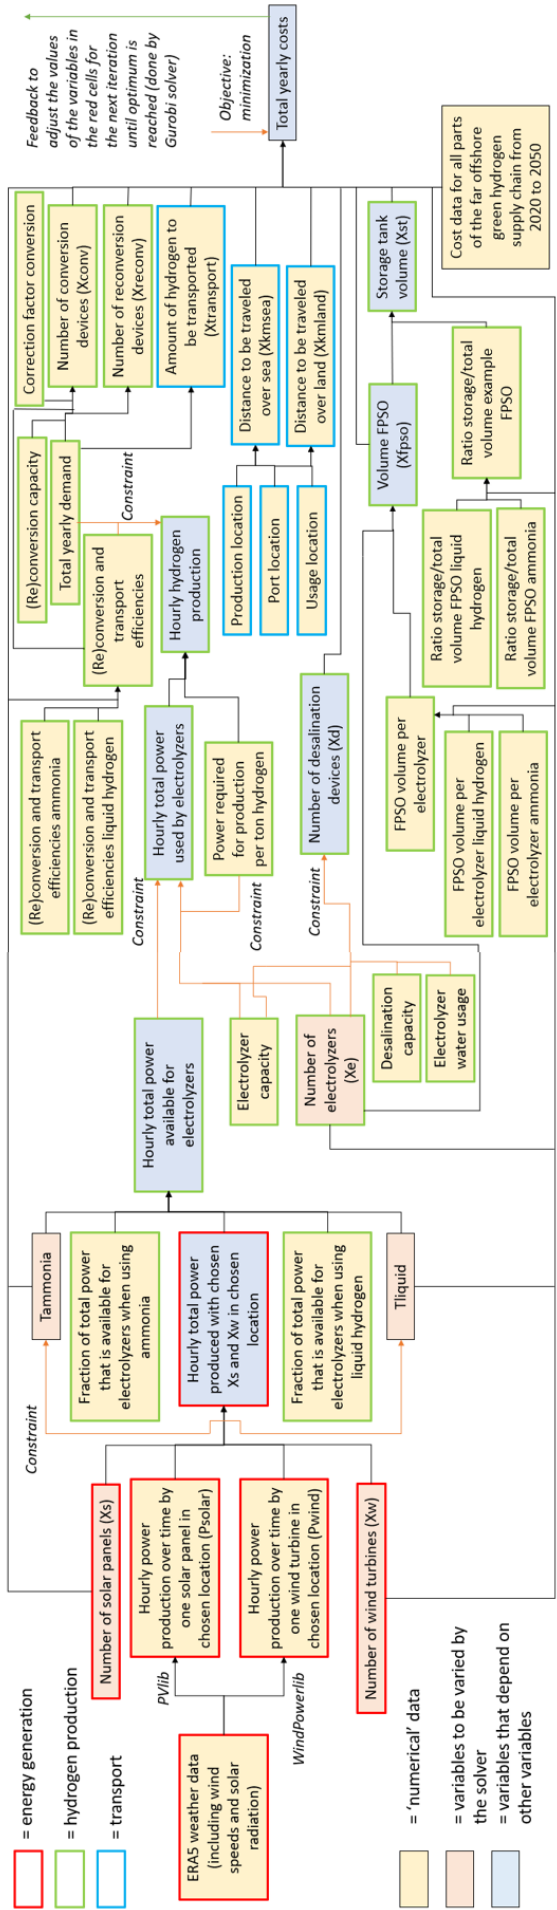 = energy generation
= hydrogen production
= transport
= 'numerical' data
= variables to be varied by
the solver
= variables that depend on
other variables
ERA5 weather data
(including wind
speeds and solar
radiation)
PVlib
WindPowerlib
Number of solar panels (Xs)
Hourly power
production over time by
one solar panel in
chosen location (Psolar)
Hourly power
production over time by
one wind turbine in
chosen location (Pwind)
Number of wind turbines (Xw)
Constraint
Tammonia
Fraction of total power
that is available for
electrolyzers when using
ammonia
Hourly total power
produced with chosen
Xs and Xw in chosen
location
Fraction of total power
that is available for
electrolyzers when using
liquid hydrogen
Tliquid
Hourly total power
available for
electrolyzers
Electrolyzer
capacity
Number of
electrolyzers
(Xe)
Desalination
capacity
Electrolyzer
water usage
Constraint
Constraint
Constraint
(Re)conversion and transport
efficiencies ammonia
(Re)conversion and transport
efficiencies liquid hydrogen
Hourly total power
used by electrolyzers
Power required
for production
per ton hydrogen
Number of desalination
devices (Xd)
FPSO volume per
electrolyzer
FPSO volume per
electrolyzer liquid hydrogen
FPSO volume per
electrolyzer ammonia
(Re)conversion capacity
Total yearly demand
(Re)conversion and
transport
efficiencies
Constraint
Hourly hydrogen
production
Production location
Port location
Usage location
Volume FPSO
(Xfpso)
Ratio storage/total
volume FPSO liquid
hydrogen
Ratio storage/total
volume FPSO ammonia
Correction factor conversion
Number of conversion
devices (Xconv)
Number of reconversion
devices (Xreconv)
Amount of hydrogen to
be transported
(Xtransport)
Distance to be traveled
over sea (Xkmsea)
Distance to be traveled
over land (Xkmland)
Storage tank
volume (Xst)
Ratio storage/total
volume example
FPSO
Feedback to
adjust the values
of the variables in
the red cells for
the next iteration
until optimum is
reached (done by
Gurobi solver)
Objective:
minimization
Total yearly costs
Cost data for all parts
of the far offshore
green hydrogen
supply chain from
2020 to 2050